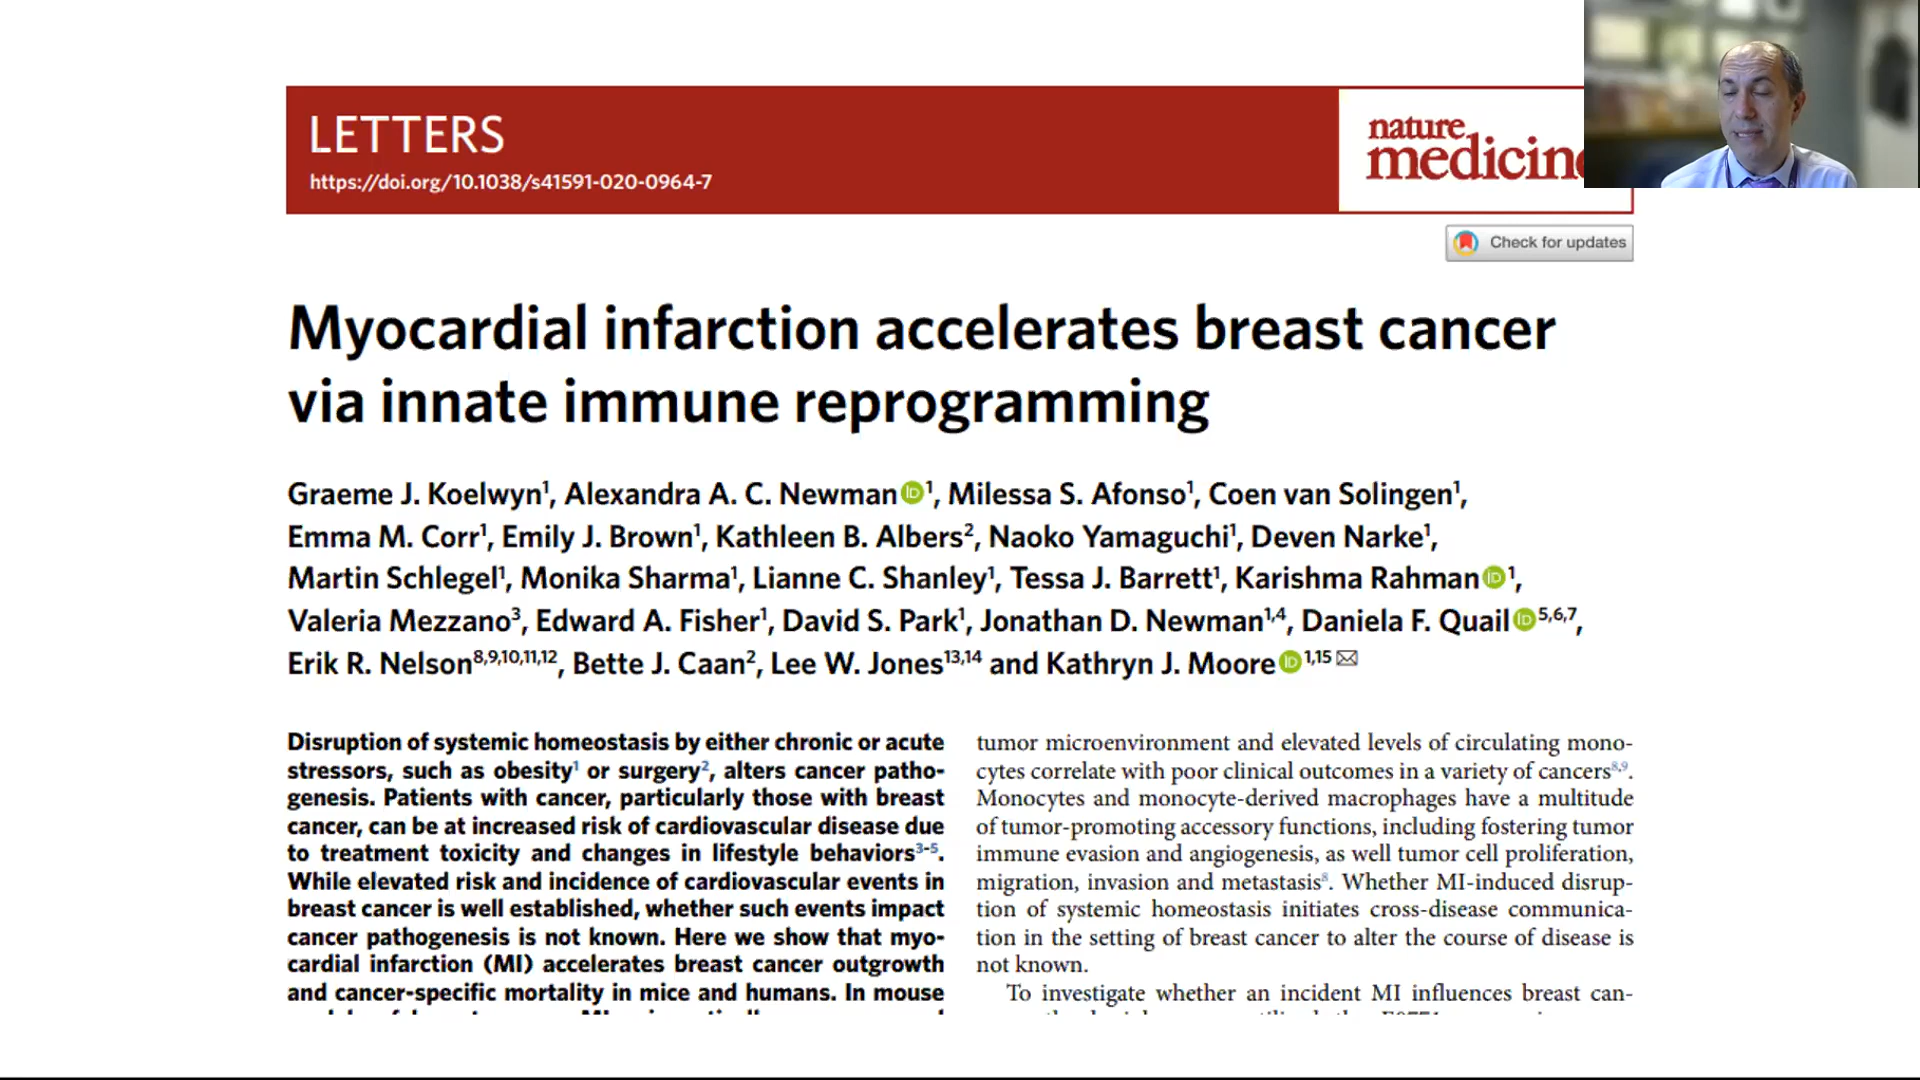 LETTERS
https://doi.org/10.1038/s41591-020-0964-7
nature
medicin
Check for updates
Myocardial infarction accelerates breast cancer
via innate immune reprogramming
Graeme J. Koelwyn¹, Alexandra A. C. Newman iD ¹, Milessa S. Afonso¹, Coen van Solingen¹,
Emma M. Corr¹, Emily J. Brown¹, Kathleen B. Albers², Naoko Yamaguchi¹, Deven Narke¹,
Martin Schlegel¹, Monika Sharma¹, Lianne C. Shanley¹, Tessa J. Barrett¹, Karishma Rahman iD ¹,
Valeria Mezzano³, Edward A. Fisher¹, David S. Park¹, Jonathan D. Newman¹,⁴, Daniela F. Quail iD ⁵,⁶,⁷,
Erik R. Nelson⁸,⁹,¹⁰,¹¹,¹², Bette J. Caan², Lee W. Jones¹³,¹⁴ and Kathryn J. Moore iD ¹,¹⁵ ✉
Disruption of systemic homeostasis by either chronic or acute
stressors, such as obesity¹ or surgery², alters cancer patho-
genesis. Patients with cancer, particularly those with breast
cancer, can be at increased risk of cardiovascular disease due
to treatment toxicity and changes in lifestyle behaviors³⁻⁵.
While elevated risk and incidence of cardiovascular events in
breast cancer is well established, whether such events impact
cancer pathogenesis is not known. Here we show that myo-
cardial infarction (MI) accelerates breast cancer outgrowth
and cancer-specific mortality in mice and humans. In mouse
tumor microenvironment and elevated levels of circulating mono-
cytes correlate with poor clinical outcomes in a variety of cancers⁸,⁹.
Monocytes and monocyte-derived macrophages have a multitude
of tumor-promoting accessory functions, including fostering tumor
immune evasion and angiogenesis, as well tumor cell proliferation,
migration, invasion and metastasis⁸. Whether MI-induced disrup-
tion of systemic homeostasis initiates cross-disease communica-
tion in the setting of breast cancer to alter the course of disease is
not known.
To investigate whether an incident MI influences breast can-